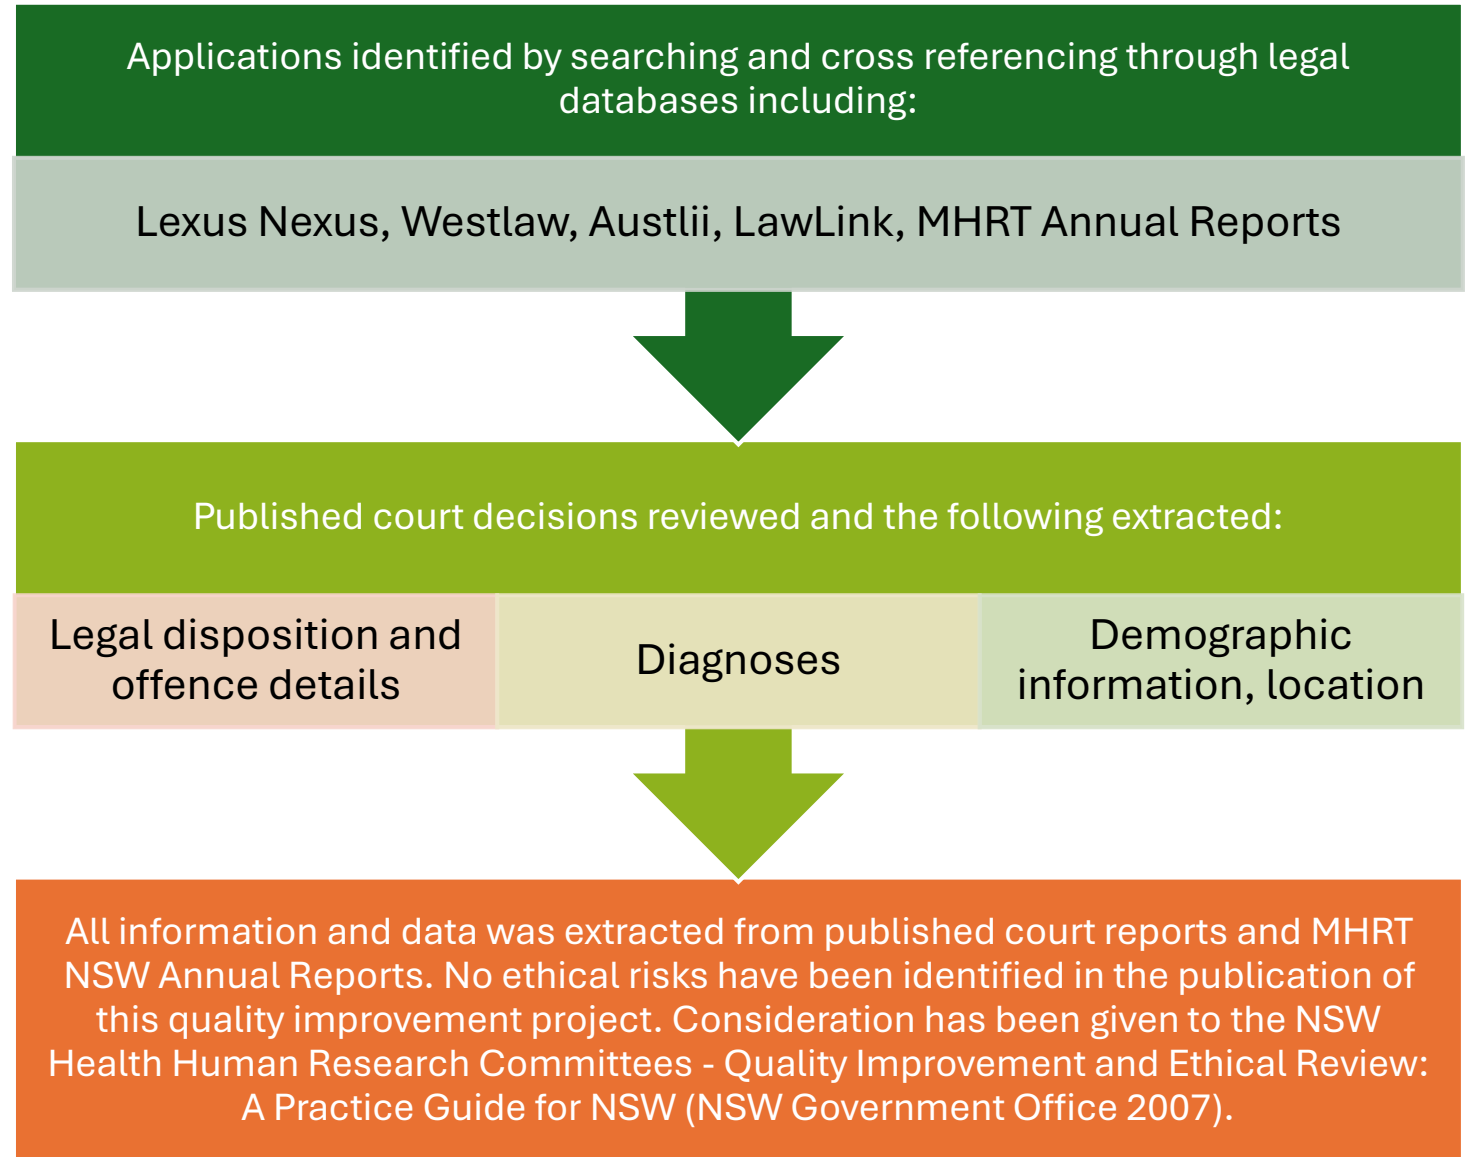 Applications identified by searching and cross referencing through legal
databases including:
Lexus Nexus, Westlaw, Austlii, LawLink, MHRT Annual Reports
Published court decisions reviewed and the following extracted:
Legal disposition and
offence details
Diagnoses
Demographic
information, location
All information and data was extracted from published court reports and MHRT
NSW Annual Reports. No ethical risks have been identified in the publication of
this quality improvement project. Consideration has been given to the NSW
Health Human Research Committees - Quality Improvement and Ethical Review:
A Practice Guide for NSW (NSW Government Office 2007).